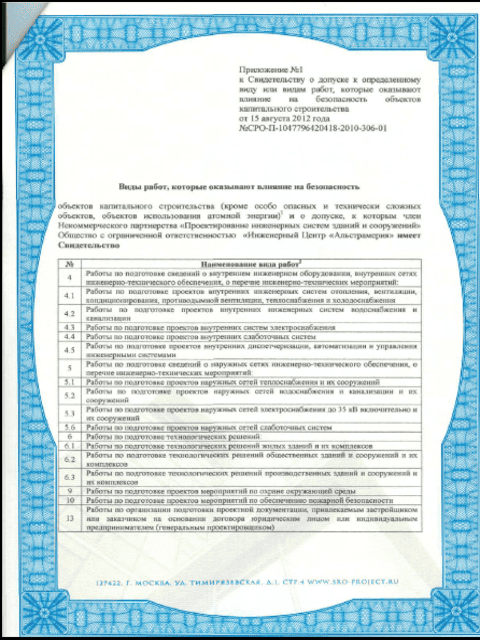 Приложение №1
к Свидетельству о допуске к определенному
виду или видам работ, которые оказывают
влияние на безопасность объектов
капитального строительства
от 15 августа 2012 года
№СРО-П-1047796420418-2010-306-01
Виды работ, которые оказывают влияние на безопасность
объектов капитального строительства (кроме особо опасных и технически сложных
объектов, объектов использования атомной энергии)¹ и о допуске, к которым член
Некоммерческого партнерства «Проектирование инженерных систем зданий и сооружений»
Общество с ограниченной ответственностью «Инженерный Центр «Альстрамерия» имеет
Свидетельство
№ Наименование вида работ²
4 Работы по подготовке сведений о внутреннем инженерном оборудовании, внутренних сетях
инженерно-технического обеспечения, о перечне инженерно-технических мероприятий:
4.1 Работы по подготовке проектов внутренних инженерных систем отопления, вентиляции,
кондиционирования, противодымной вентиляции, теплоснабжения и холодоснабжения
4.2 Работы по подготовке проектов внутренних инженерных систем водоснабжения и
канализации
4.3 Работы по подготовке проектов внутренних систем электроснабжения
4.4 Работы по подготовке проектов внутренних слаботочных систем
4.5 Работы по подготовке проектов внутренних диспетчеризации, автоматизации и управления
инженерными системами
5 Работы по подготовке сведений о наружных сетях инженерно-технического обеспечения, о
перечне инженерно-технических мероприятий:
5.1 Работы по подготовке проектов наружных сетей теплоснабжения и их сооружений
5.2 Работы по подготовке проектов наружных сетей водоснабжения и канализации и их
сооружений
5.3 Работы по подготовке проектов наружных сетей электроснабжения до 35 кВ включительно и
их сооружений
5.6 Работы по подготовке проектов наружных сетей слаботочных систем
6 Работы по подготовке технологических решений:
6.1 Работы по подготовке технологических решений жилых зданий и их комплексов
6.2 Работы по подготовке технологических решений общественных зданий и сооружений и их
комплексов
6.3 Работы по подготовке технологических решений производственных зданий и сооружений и
их комплексов
9 Работы по подготовке проектов мероприятий по охране окружающей среды
10 Работы по подготовке проектов мероприятий по обеспечению пожарной безопасности
13 Работы по организации подготовки проектной документации, привлекаемым застройщиком
или заказчиком на основании договора юридическим лицом или индивидуальным
предпринимателем (генеральным проектировщиком)
127422, Г. МОСКВА, УЛ. ТИМИРЯЗЕВСКАЯ, Д.1, СТР.4 WWW.SRO-PROJECT.RU